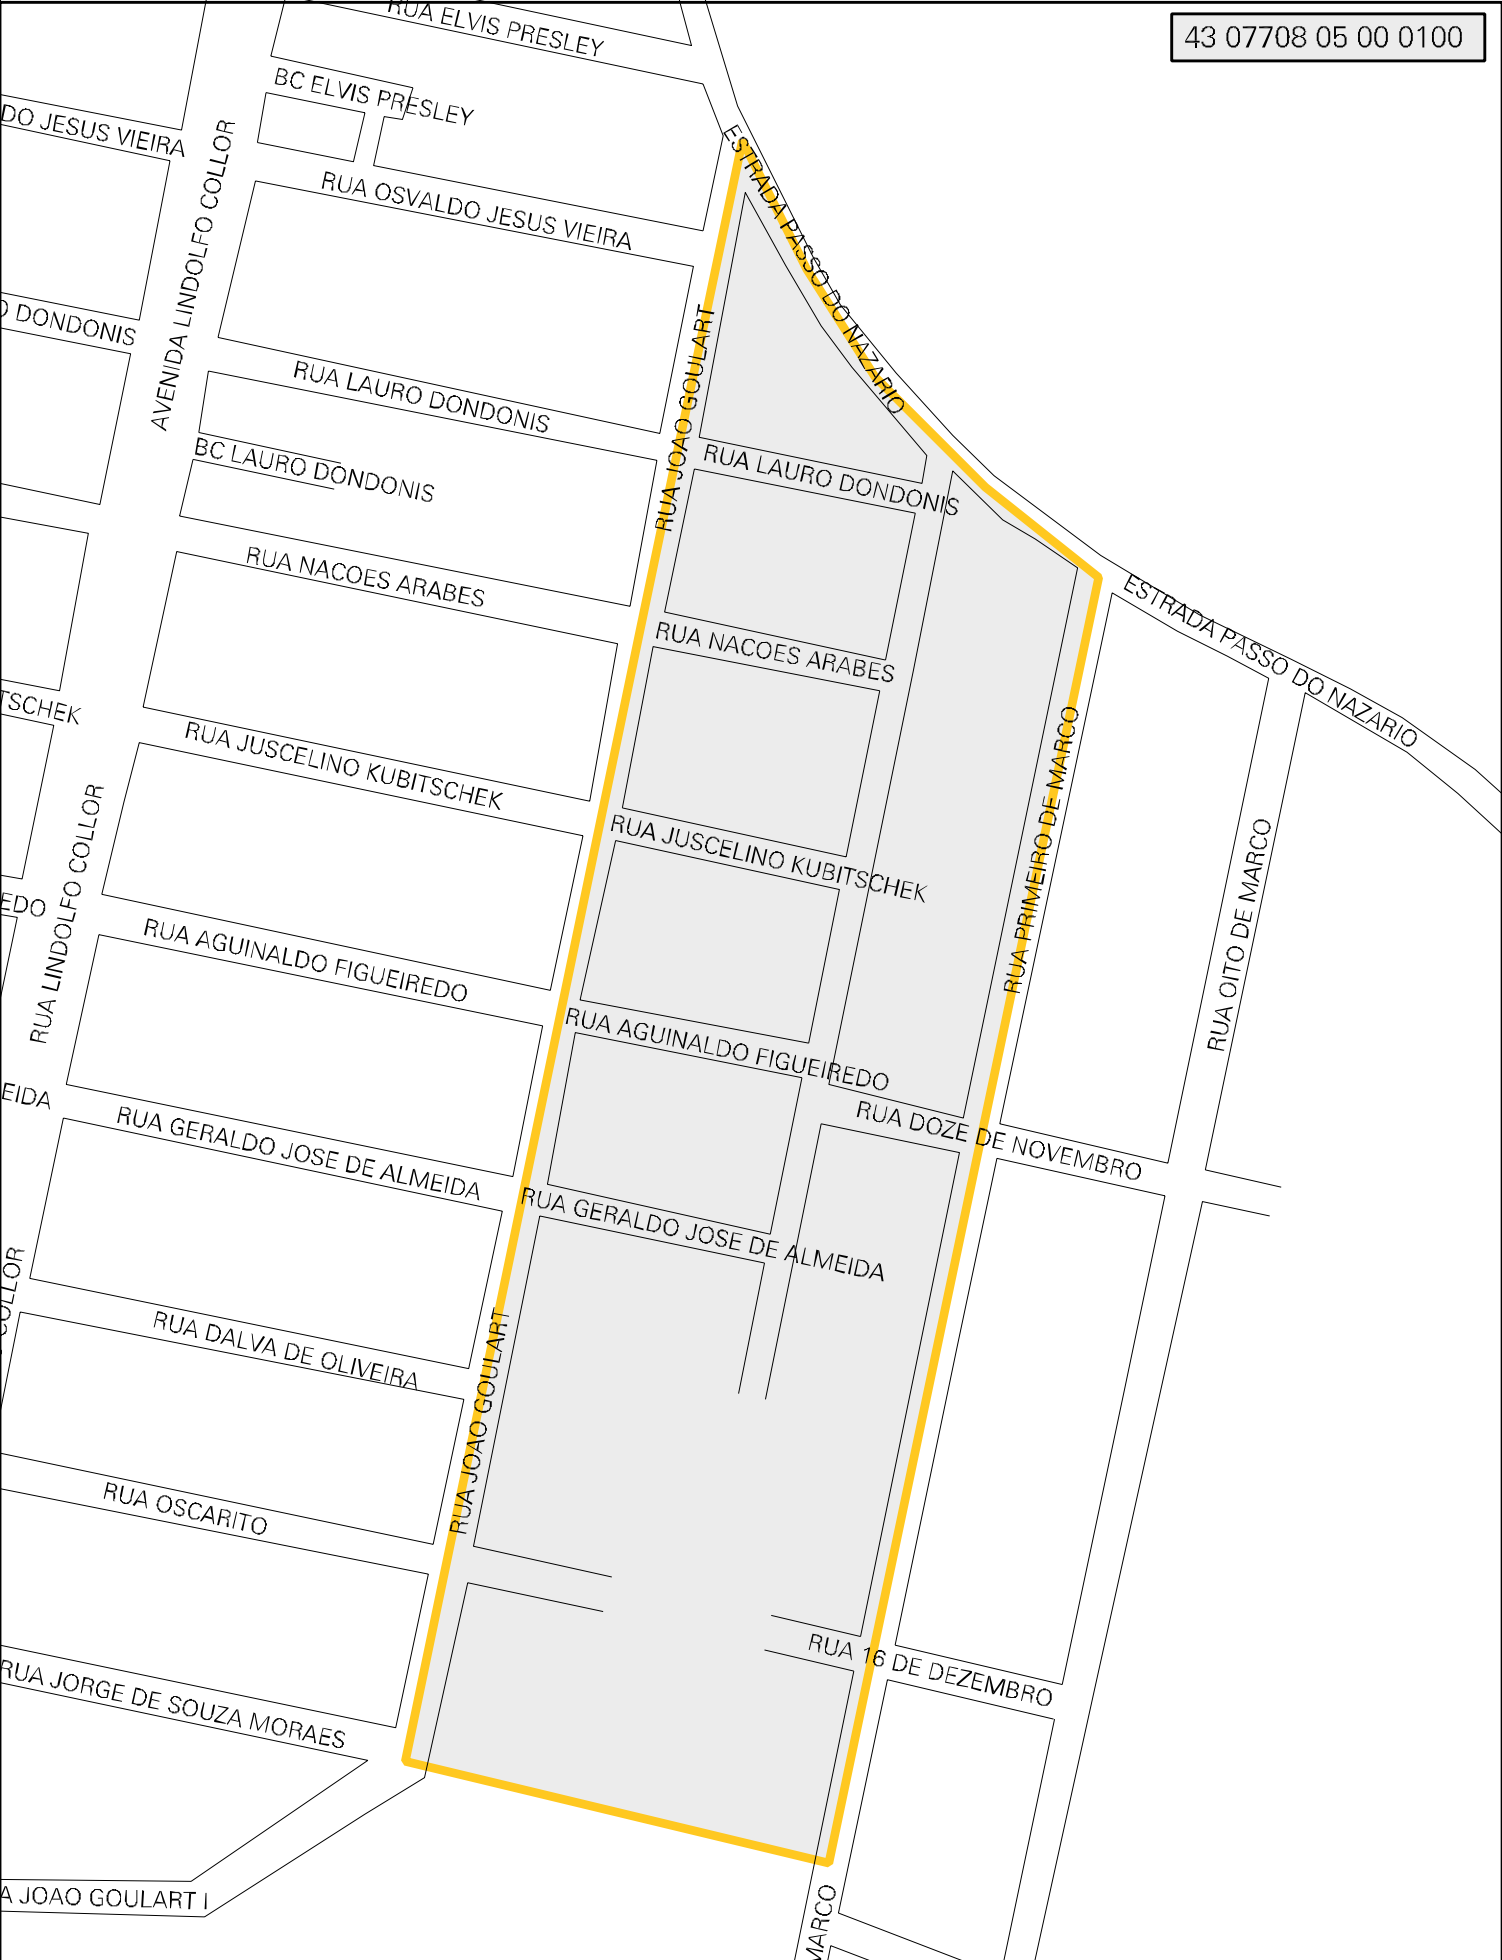 RUA ELVIS PRESLEY
43 07708 05 00 0100
BC ELVIS PRESLEY
DO JESUS VIEIRA
ESTRADA PASSO DO NAZARIO
AVENIDA LINDOLFO COLLOR
RUA OSVALDO JESUS VIEIRA
DONDONIS
RUA JOAO GOULART
RUA LAURO DONDONIS
BC LAURO DONDONIS
RUA LAURO DONDONIS
RUA NACOES ARABES
RUA NACOES ARABES
ESTRADA PASSO DO NAZARIO
TSCHEK
RUA JUSCELINO KUBITSCHEK
RUA PRIMEIRO DE MARCO
RUA LINDOLFO COLLOR
RUA JUSCELINO KUBITSCHEK
RUA OITO DE MARCO
EDO
RUA AGUINALDO FIGUEIREDO
RUA AGUINALDO FIGUEIREDO
EIDA
RUA GERALDO JOSE DE ALMEIDA
RUA DOZE DE NOVEMBRO
RUA GERALDO JOSE DE ALMEIDA
COLLOR
RUA DALVA DE OLIVEIRA
RUA JOAO GOULART
RUA OSCARITO
RUA 16 DE DEZEMBRO
RUA JORGE DE SOUZA MORAES
A JOAO GOULART I
MARCO